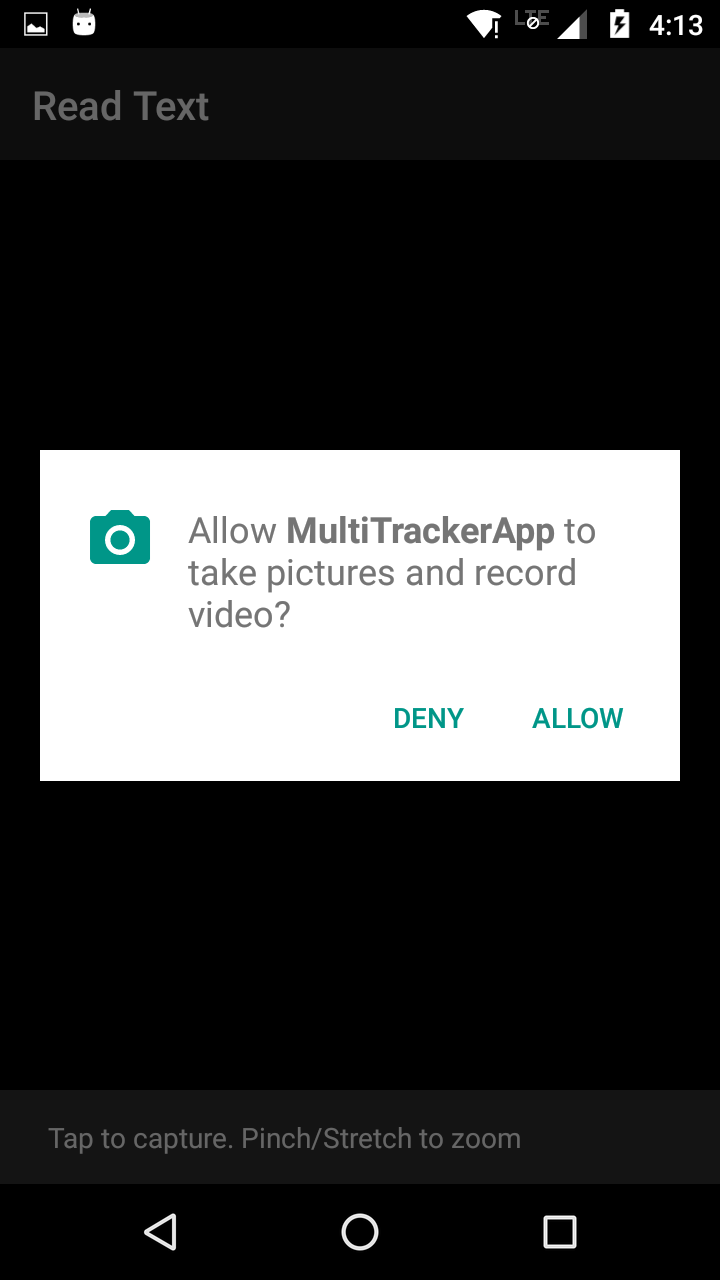 LTE 4:13
Read Text
Allow MultiTrackerApp to
take pictures and record
video?
DENY ALLOW
Tap to capture. Pinch/Stretch to zoom